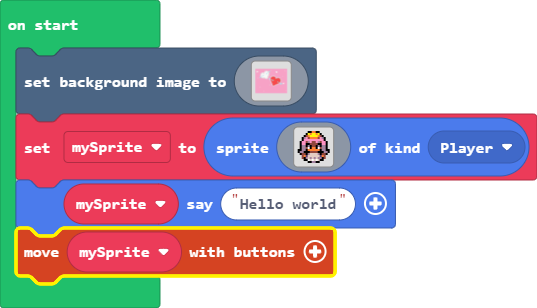 on start
set background image to
set mySprite to sprite of kind Player
mySprite say "Hello world"
move mySprite with buttons